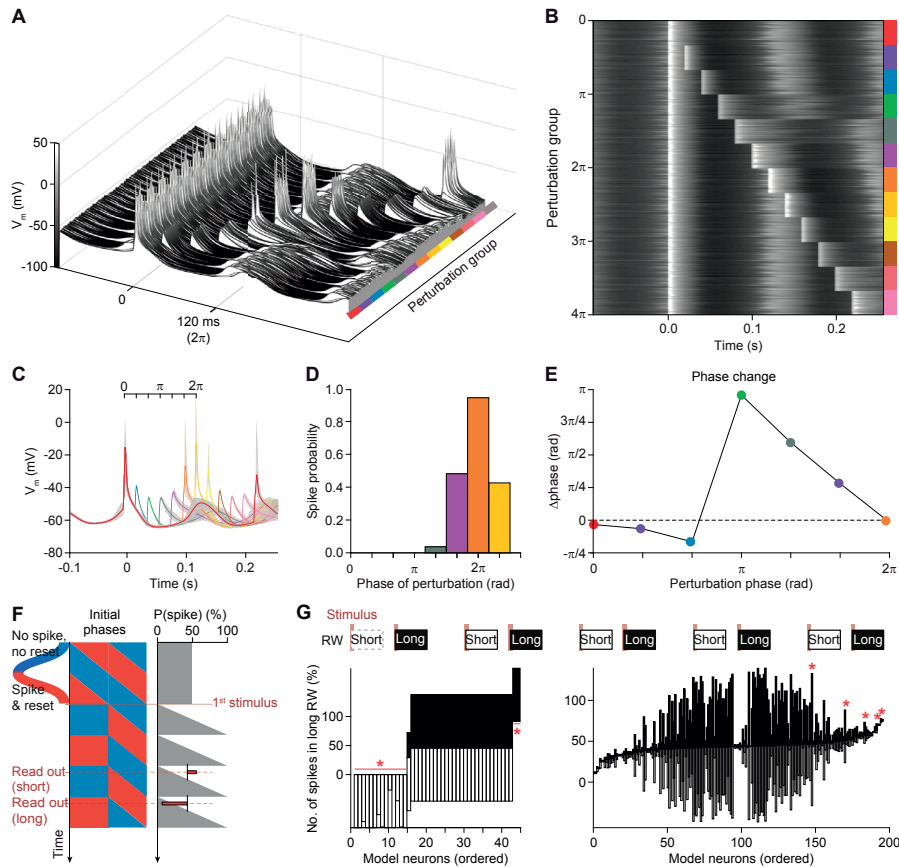 A
50
0
-50
-100
Vm (mV)
0
120 ms
(2π)
Perturbation group
B
0
π
2π
3π
4π
Perturbation group
0.0
0.1
0.2
Time (s)
C
0 π 2π
40
20
0
-20
-40
-60
-80
Vm (mV)
-0.1 0 0.1 0.2
Time (s)
D
1.0
0.8
0.6
0.4
0.2
0.0
Spike probability
π 2π
Phase of perturbation (rad)
E
Phase change
π
3π/4
π/2
π/4
0
-π/4
Δphase (rad)
0 π 2π
Perturbation phase (rad)
F
Initial
phases
P(spike) (%)
0 50 100
No spike,
no reset
Spike
& reset
1st stimulus
Read out
(short)
Read out
(long)
Time
G
Stimulus
RW Short Long Short Long Short Long Short Long Short Long
No. of spikes in long RW (%)
100
50
0
*
*
0 10 20 30 40
Model neurons (ordered)
100
50
0
* * * * *
0 50 100 150 200
Model neurons (ordered)